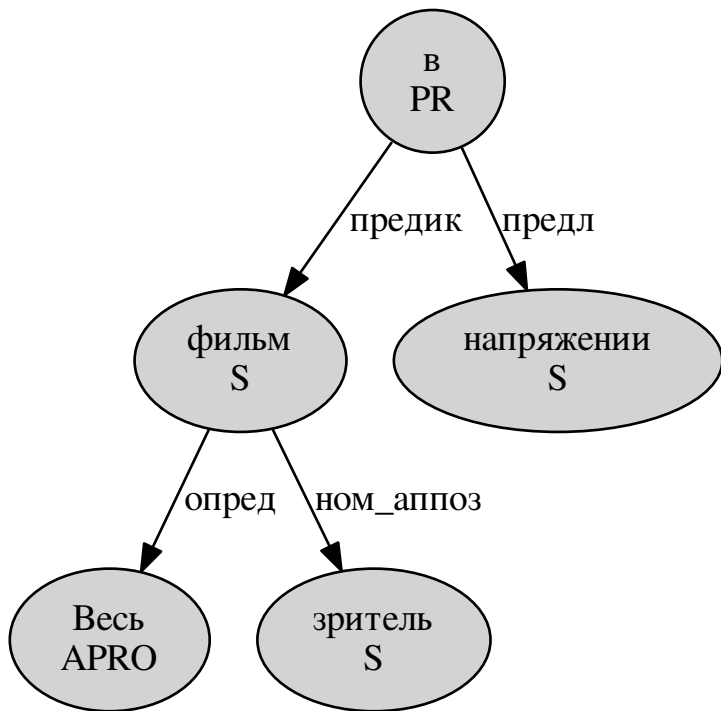 в
PR
предик
предл
фильм
S
напряжении
S
опред
ном_аппоз
Весь
APRO
зритель
S